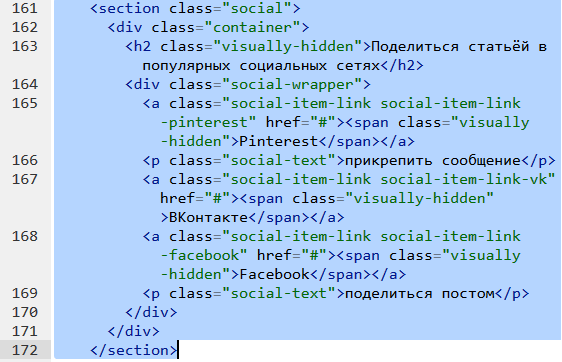 161 <section class="social">
162 <div class="container">
163 <h2 class="visually-hidden">Поделиться статьёй в
популярных социальных сетях</h2>
164 <div class="social-wrapper">
165 <a class="social-item-link social-item-link
-pinterest" href="#"><span class="visually
-hidden">Pinterest</span></a>
166 <p class="social-text">прикрепить сообщение</p>
167 <a class="social-item-link social-item-link-vk"
href="#"><span class="visually-hidden"
>ВКонтакте</span></a>
168 <a class="social-item-link social-item-link
-facebook" href="#"><span class="visually
-hidden">Facebook</span></a>
169 <p class="social-text">поделиться постом</p>
170 </div>
171 </div>
172 </section>